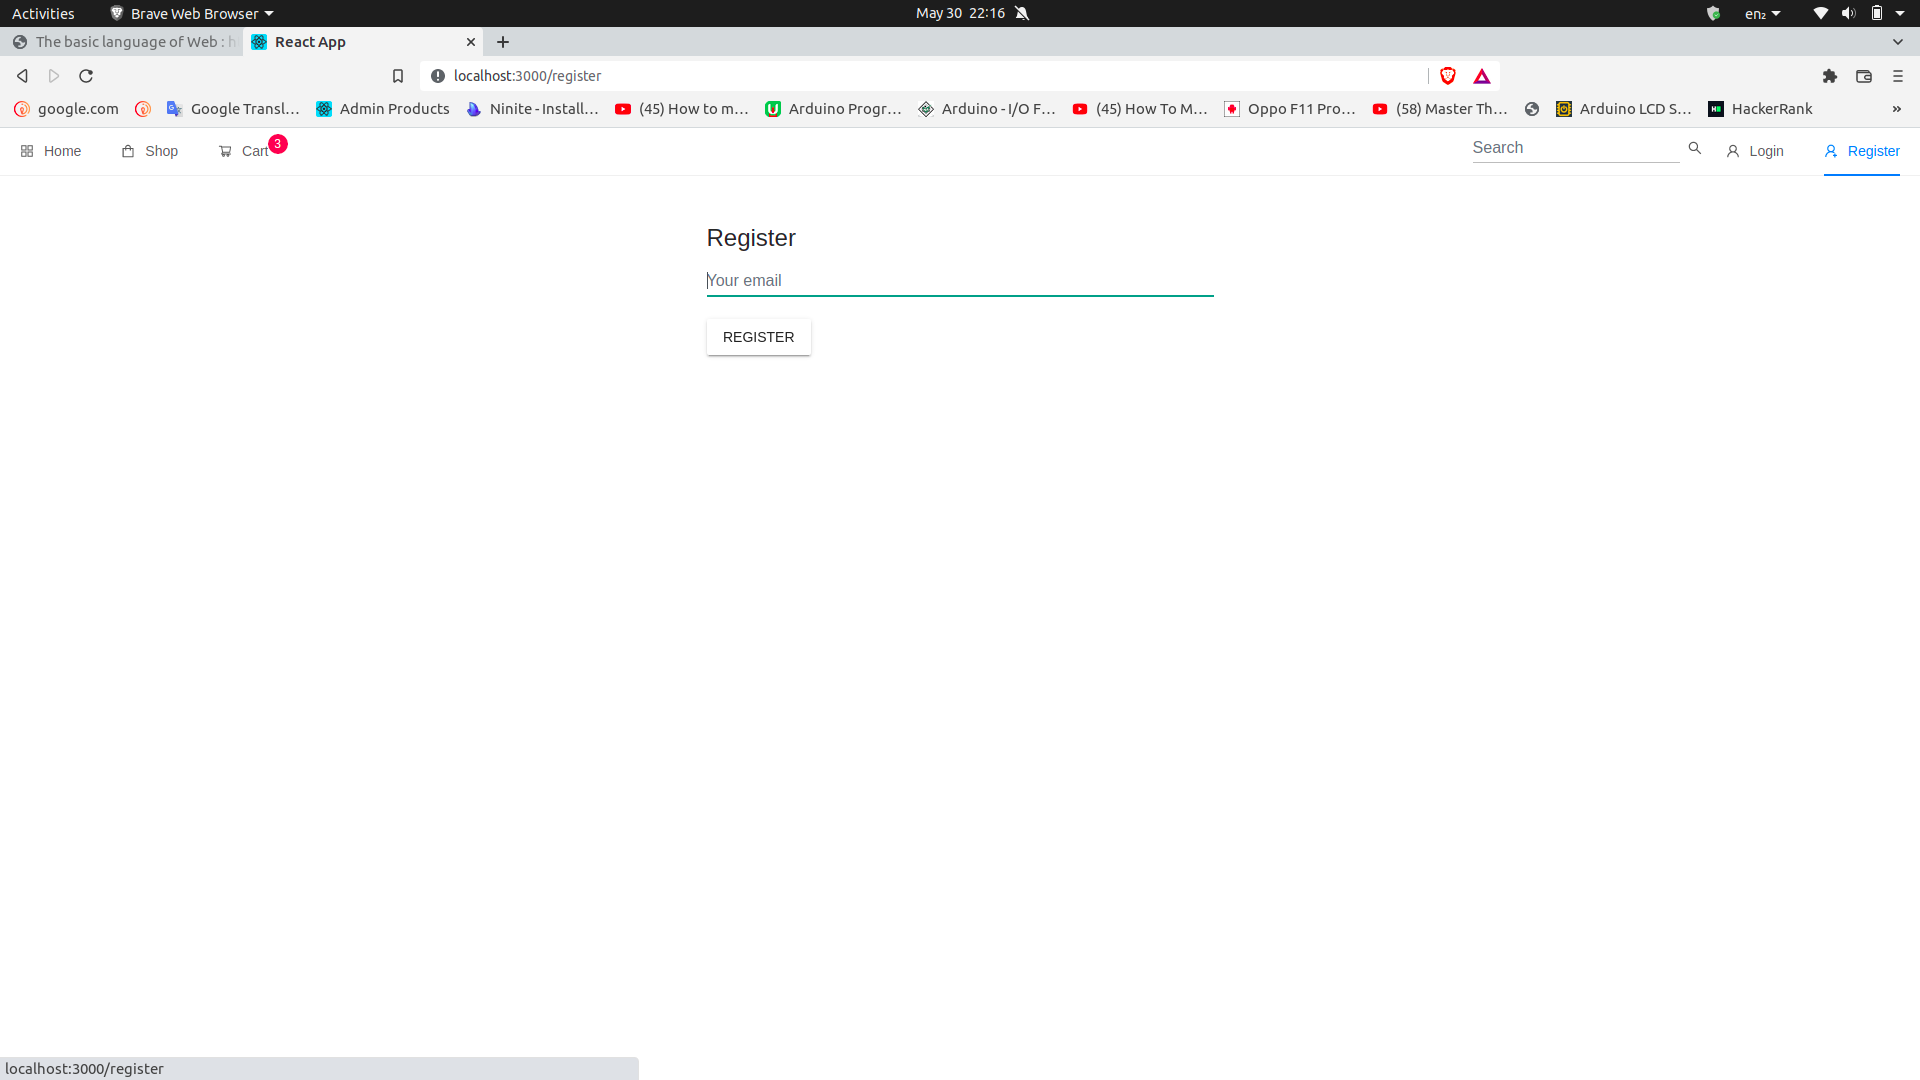 Activities Brave Web Browser May 30 22:16 en₂
The basic language of Web : h React App
localhost:3000/register
google.com Google Transl… Admin Products Ninite - Install… (45) How to m… Arduino Progr… Arduino - I/O F… (45) How To M… Oppo F11 Pro… (58) Master Th… Arduino LCD S… HackerRank »
Home Shop Cart 3 Search Login Register
Register
Your email
REGISTER
localhost:3000/register